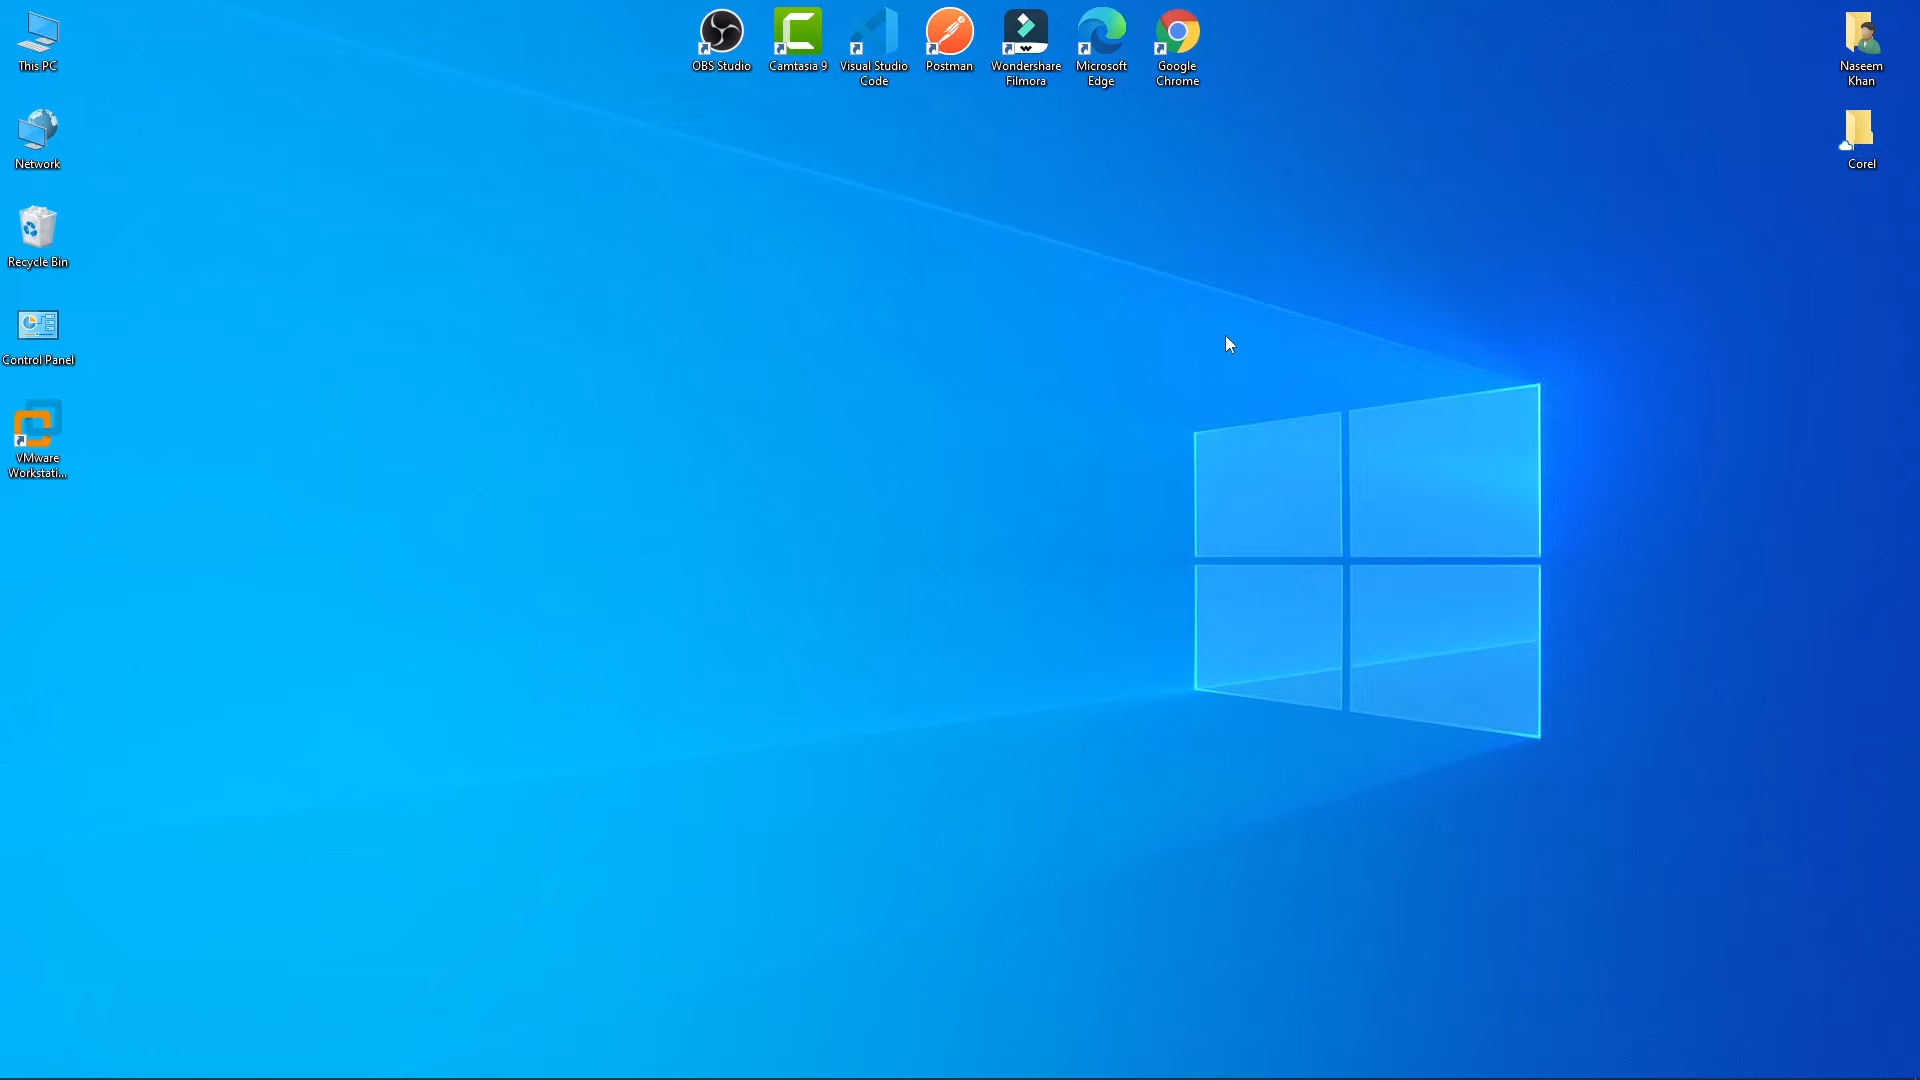 This PC
Network
Recycle Bin
Control Panel
VMware
Workstati...
OBS Studio
Camtasia 9
Visual Studio
Code
Postman
Wondershare
Filmora
Microsoft
Edge
Google
Chrome
Naseem
Khan
Corel